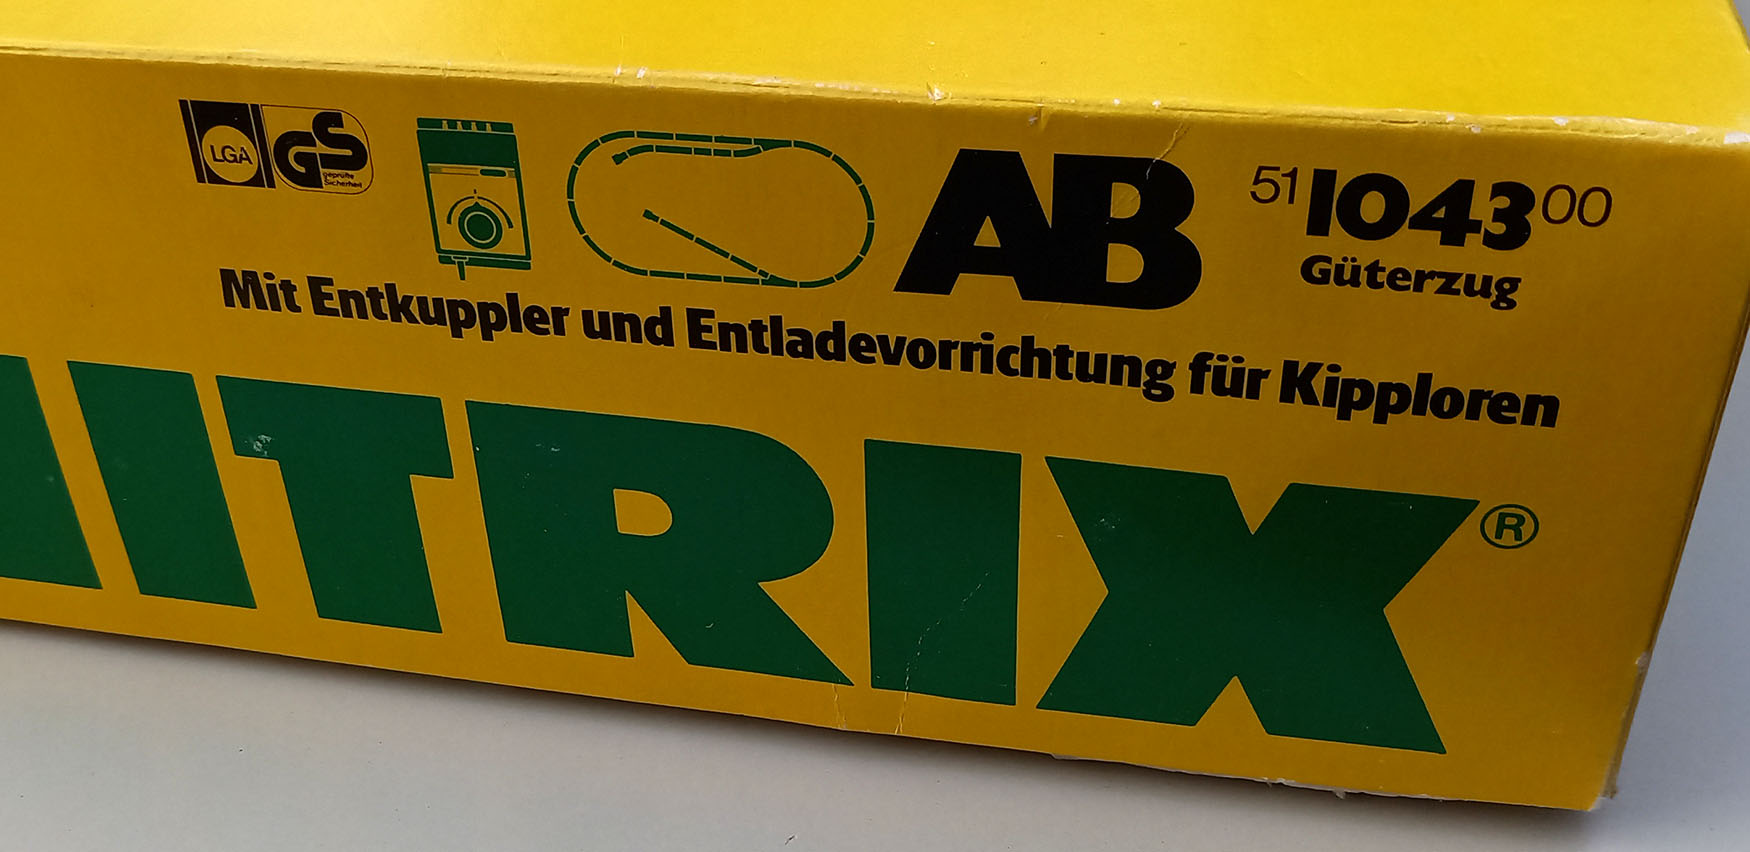 LGA GS geprüfte Sicherheit
AB
51 1043 00
Güterzug
Mit Entkuppler und Entladevorrichtung für Kipploren
ITRIX®